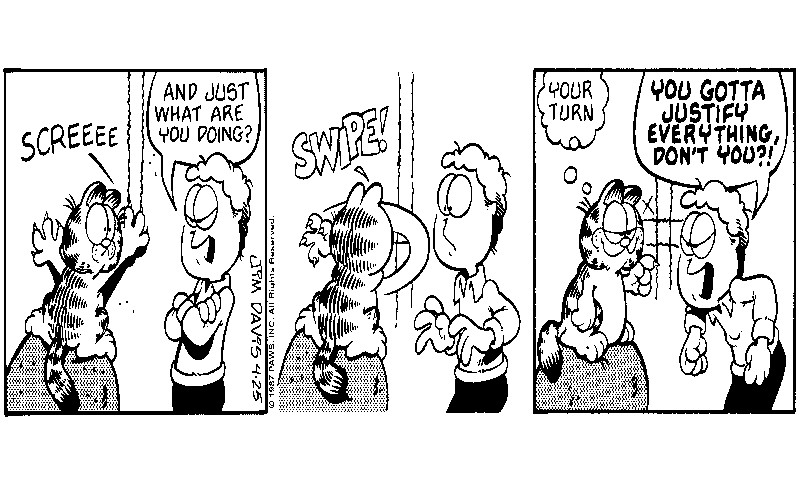 SCREEEE
AND JUST
WHAT ARE
YOU DOING?
JIM DAVIS 4-25
© 1987 PAWS, INC. All Rights Reserved.
SWIPE!
YOUR
TURN
YOU GOTTA
JUSTIFY
EVERYTHING,
DON'T YOU?!